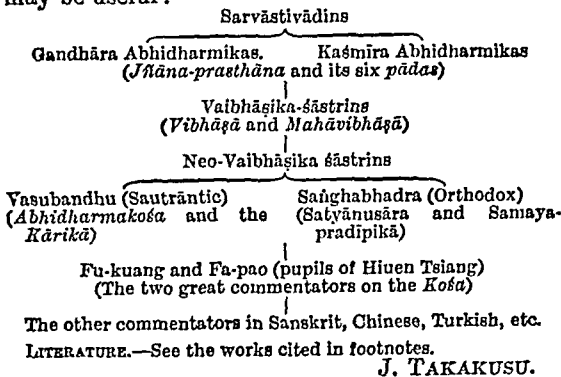 may be useful:
Sarvāstivādins
Gandhāra Abhidharmikas. Kaśmīra Abhidharmikas
(Jñāna-prasthāna and its six pādas)
Vaibhāṣika-śāstrins
(Vibhāṣā and Mahāvibhāṣā)
Neo-Vaibhāṣika śāstrins
Vasubandhu (Sautrāntic) Saṅghabhadra (Orthodox)
(Abhidharmakośa and the (Satyānusāra and Samaya-
Kārikā) pradīpikā)
Fu-kuang and Fa-pao (pupils of Hiuen Tsiang)
(The two great commentators on the Kośa)
The other commentators in Sanskrit, Chinese, Turkish, etc.
LITERATURE.—See the works cited in footnotes.
J. TAKAKUSU.